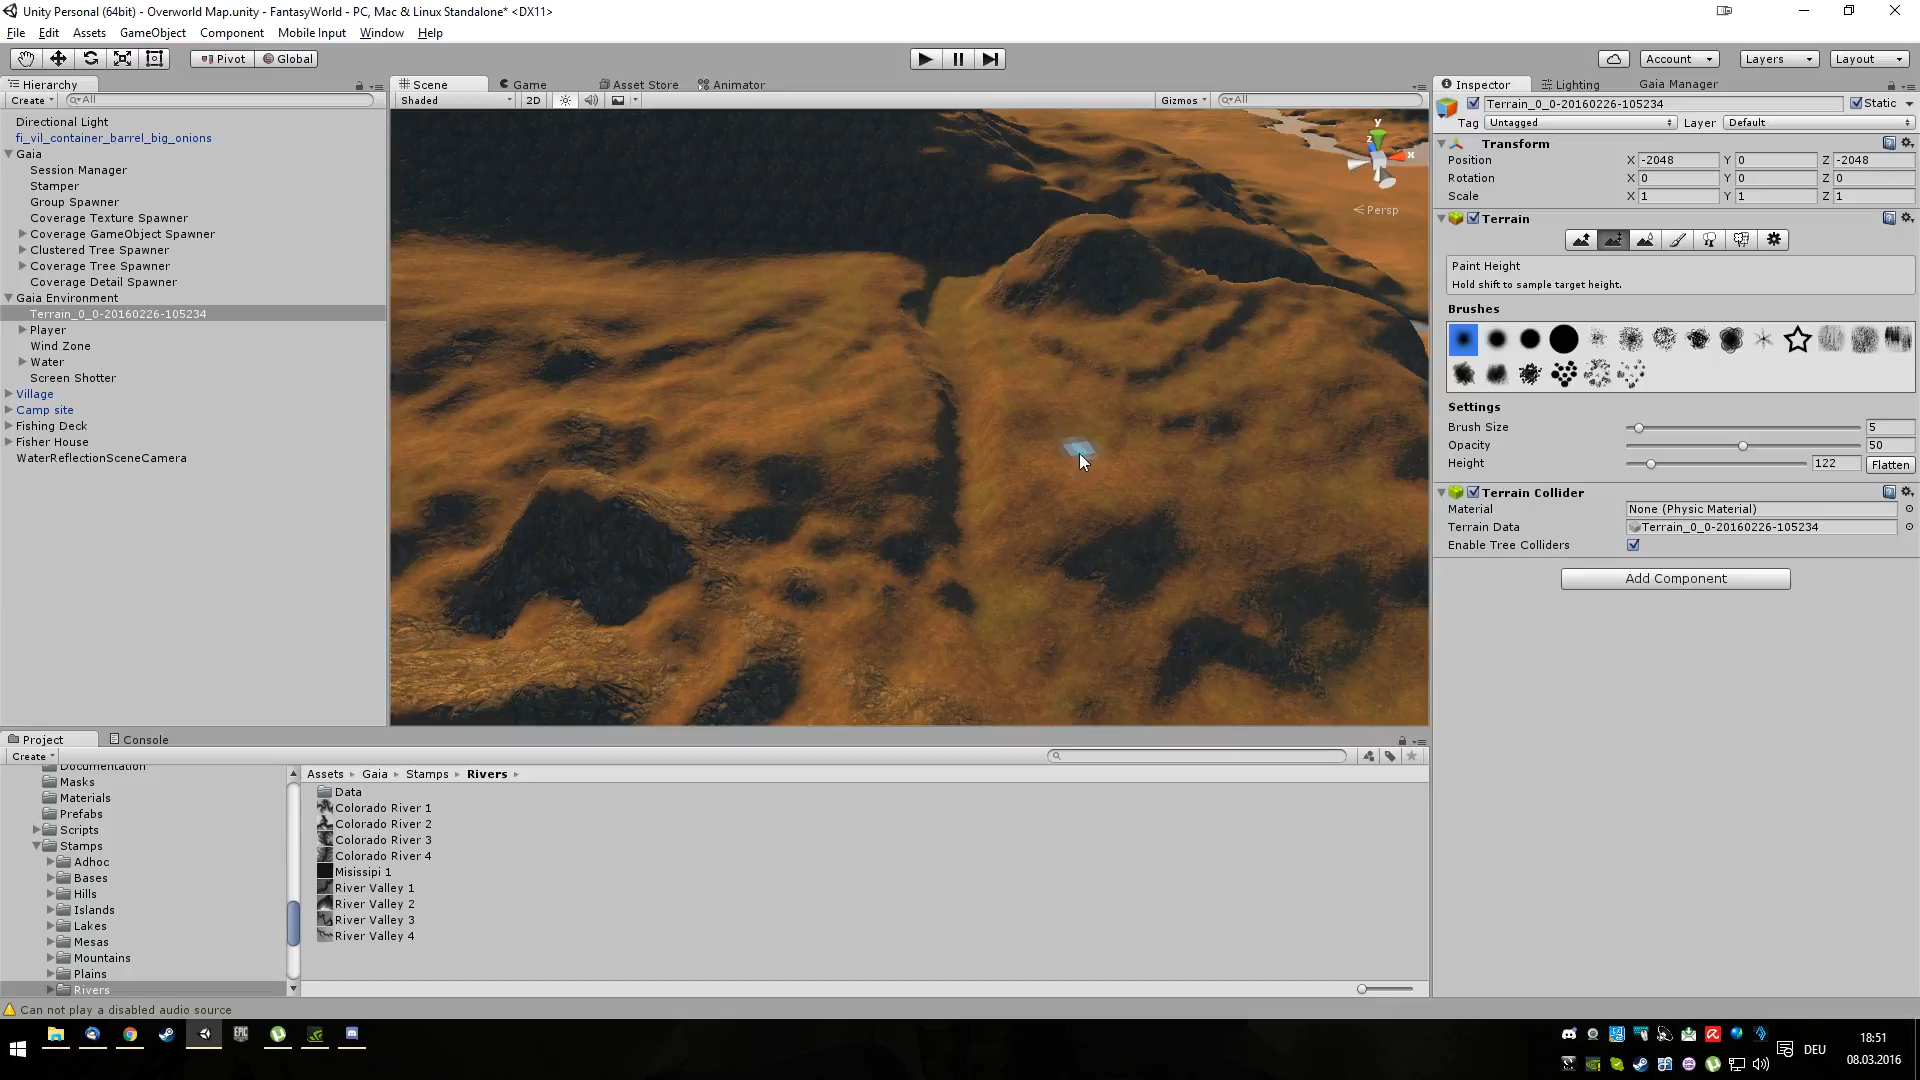 Unity Personal (64bit) - Overworld Map.unity - FantasyWorld - PC, Mac & Linux Standalone* <DX11>
File Edit Assets GameObject Component Mobile Input Window Help
Pivot Global Account Layers Layout
Hierarchy
Create All
Directional Light
fi_vil_container_barrel_big_onions
Gaia
Session Manager
Stamper
Group Spawner
Coverage Texture Spawner
Coverage GameObject Spawner
Clustered Tree Spawner
Coverage Tree Spawner
Coverage Detail Spawner
Gaia Environment
Terrain_0_0-20160226-105234
Player
Wind Zone
Water
Screen Shotter
Village
Camp site
Fishing Deck
Fisher House
WaterReflectionSceneCamera
Scene Game Asset Store Animator
Shaded 2D Gizmos All
y
z
x
Persp
Inspector Lighting Gaia Manager
Terrain_0_0-20160226-105234 Static
Tag Untagged Layer Default
Transform
Position X -2048 Y 0 Z -2048
Rotation X 0 Y 0 Z 0
Scale X 1 Y 1 Z 1
Terrain
Paint Height
Hold shift to sample target height.
Brushes
Settings
Brush Size 5
Opacity 50
Height 122 Flatten
Terrain Collider
Material None (Physic Material)
Terrain Data Terrain_0_0-20160226-105234
Enable Tree Colliders
Add Component
Project Console
Create
Documentation
Masks
Materials
Prefabs
Scripts
Stamps
Adhoc
Bases
Hills
Islands
Lakes
Mesas
Mountains
Plains
Rivers
Assets Gaia Stamps Rivers
Data
Colorado River 1
Colorado River 2
Colorado River 3
Colorado River 4
Misissipi 1
River Valley 1
River Valley 2
River Valley 3
River Valley 4
Can not play a disabled audio source
EPIC
DEU
18:51
08.03.2016